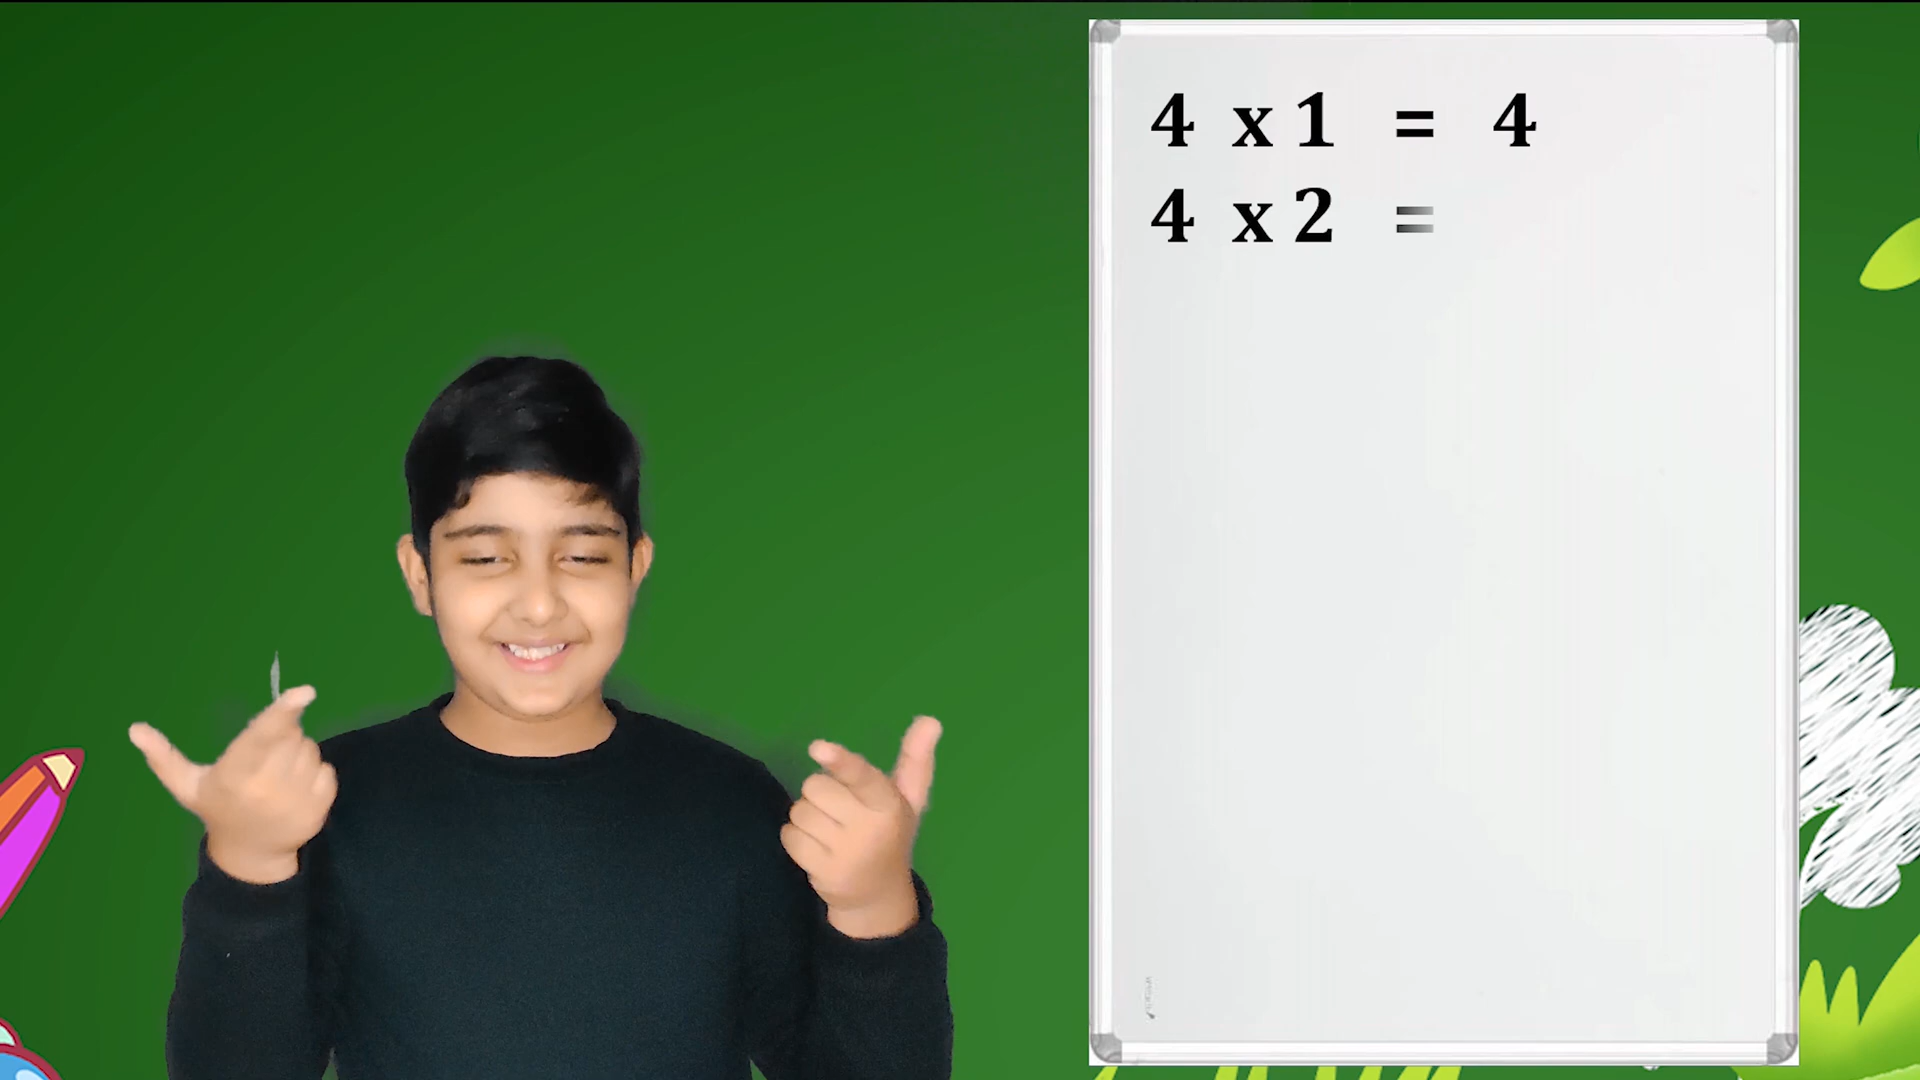 4 x 1 = 4
4 x 2 =